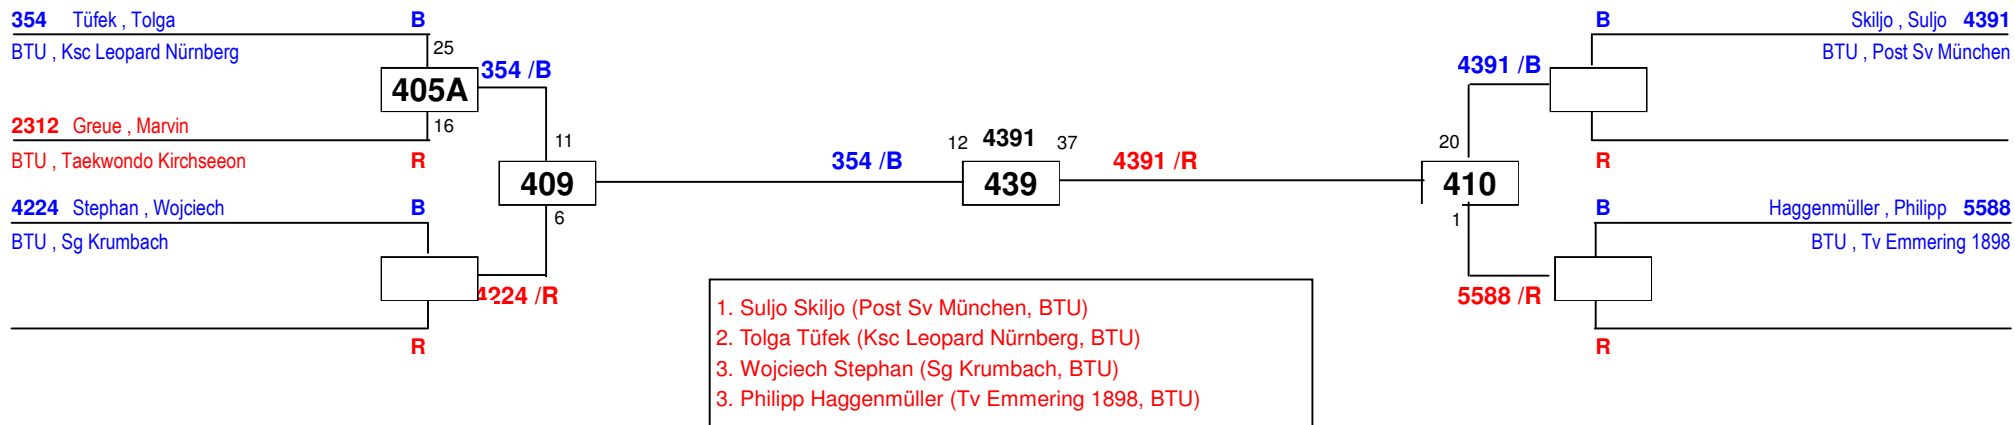 354 Tüfek , Tolga B
BTU , Ksc Leopard Nürnberg
25
405A
354 /B
2312 Greue , Marvin
16
BTU , Taekwondo Kirchseeon R
4224 Stephan , Wojciech B
BTU , Sg Krumbach
4224 /R
R
11
409
6
354 /B
12 4391 37
439
4391 /R
20
410
1
B Skiljo , Suljo 4391
BTU , Post Sv München
4391 /B
R
B Haggenmüller , Philipp 5588
BTU , Tv Emmering 1898
5588 /R
R
1. Suljo Skiljo (Post Sv München, BTU)
2. Tolga Tüfek (Ksc Leopard Nürnberg, BTU)
3. Wojciech Stephan (Sg Krumbach, BTU)
3. Philipp Haggenmüller (Tv Emmering 1898, BTU)